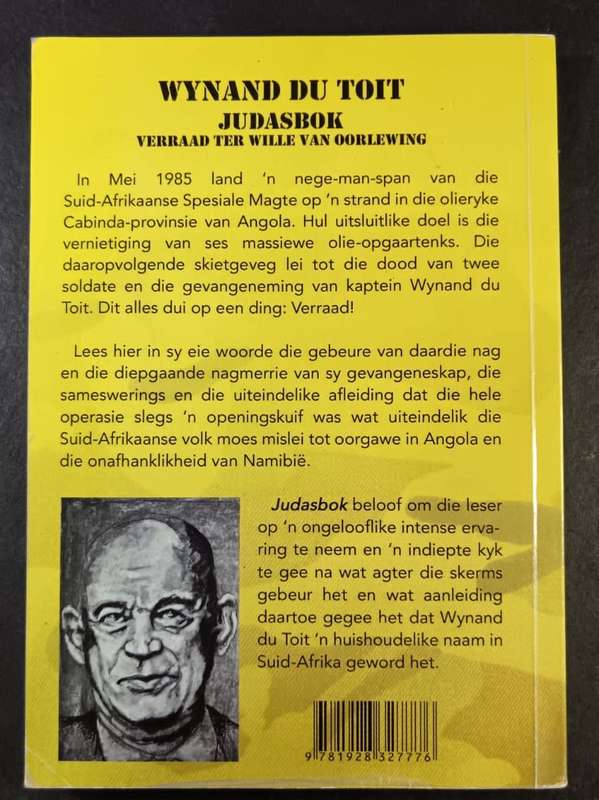 WYNAND DU TOIT
JUDASBOK
VERRAAD TER WILLE VAN OORLEWING
In Mei 1985 land 'n nege-man-span van die
Suid-Afrikaanse Spesiale Magte op 'n strand in die olieryke
Cabinda-provinsie van Angola. Hul uitsluitlike doel is die
vernietiging van ses massiewe olie-opgaartenks. Die
daaropvolgende skietgeveg lei tot die dood van twee
soldate en die gevangeneming van kaptein Wynand du
Toit. Dit alles dui op een ding: Verraad!
Lees hier in sy eie woorde die gebeure van daardie nag
en die diepgaande nagmerrie van sy gevangeneskap, die
sameswerings en die uiteindelike afleiding dat die hele
operasie slegs 'n openingskuif was wat uiteindelik die
Suid-Afrikaanse volk moes mislei tot oorgawe in Angola en
die onafhanklikheid van Namibië.
Judasbok beloof om die leser
op 'n ongelooflike intense erva-
ring te neem en 'n indiepte kyk
te gee na wat agter die skerms
gebeur het en wat aanleiding
daartoe gegee het dat Wynand
du Toit 'n huishoudelike naam in
Suid-Afrika geword het.
9 781928 327776